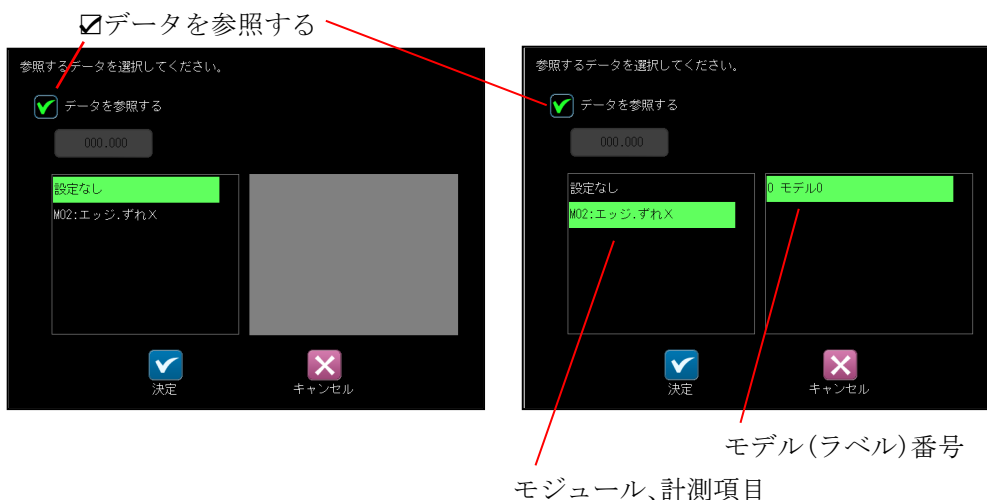 ☑データを参照する
参照するデータを選択してください。
データを参照する
000.000
設定なし
M02:エッジ.ずれX
決定
キャンセル
参照するデータを選択してください。
データを参照する
000.000
設定なし
M02:エッジ.ずれX
0 モデル0
決定
キャンセル
モデル(ラベル)番号
モジュール、計測項目